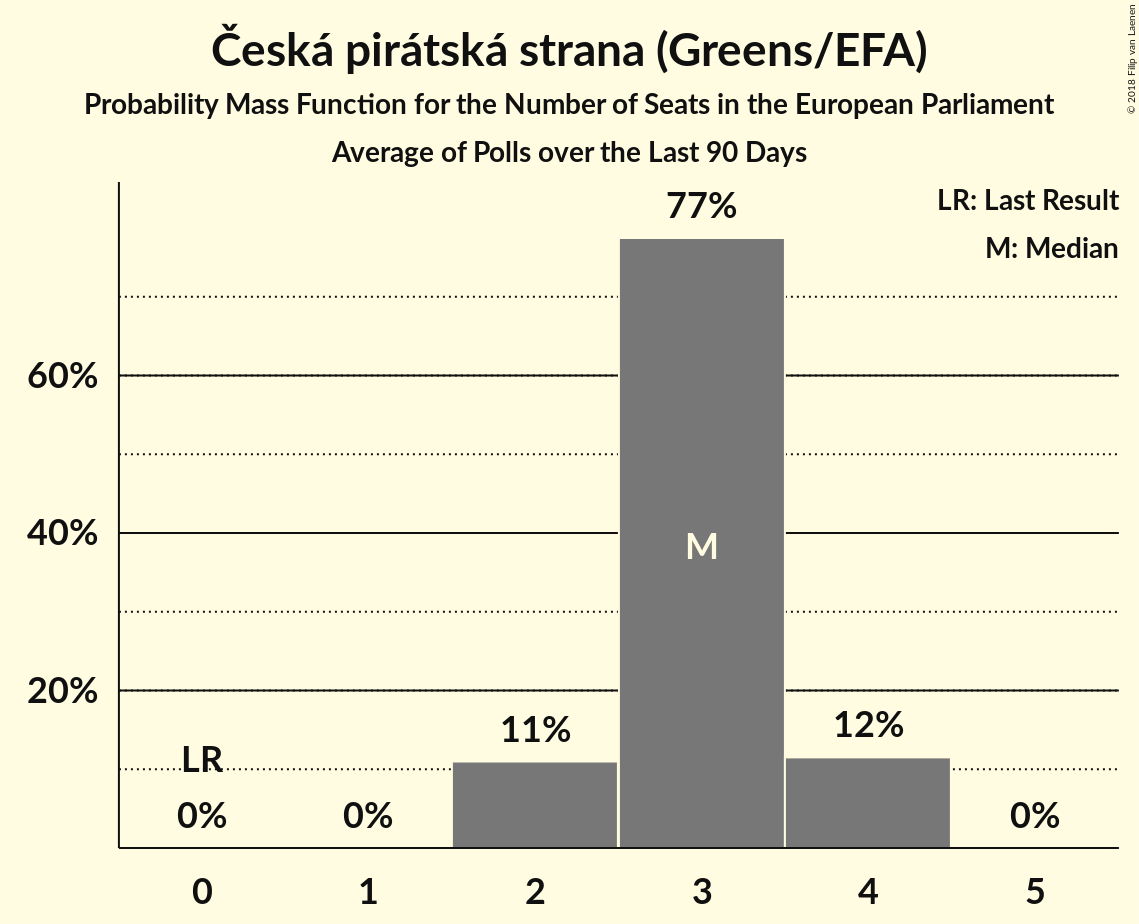 Česká pirátská strana (Greens/EFA)
Probability Mass Function for the Number of Seats in the European Parliament
Average of Polls over the Last 90 Days
© 2018 Filip van Laenen
LR: Last Result
M: Median
77%
60%
40%
M
20%
11%
12%
LR
0%
0%
0%
0
1
2
3
4
5